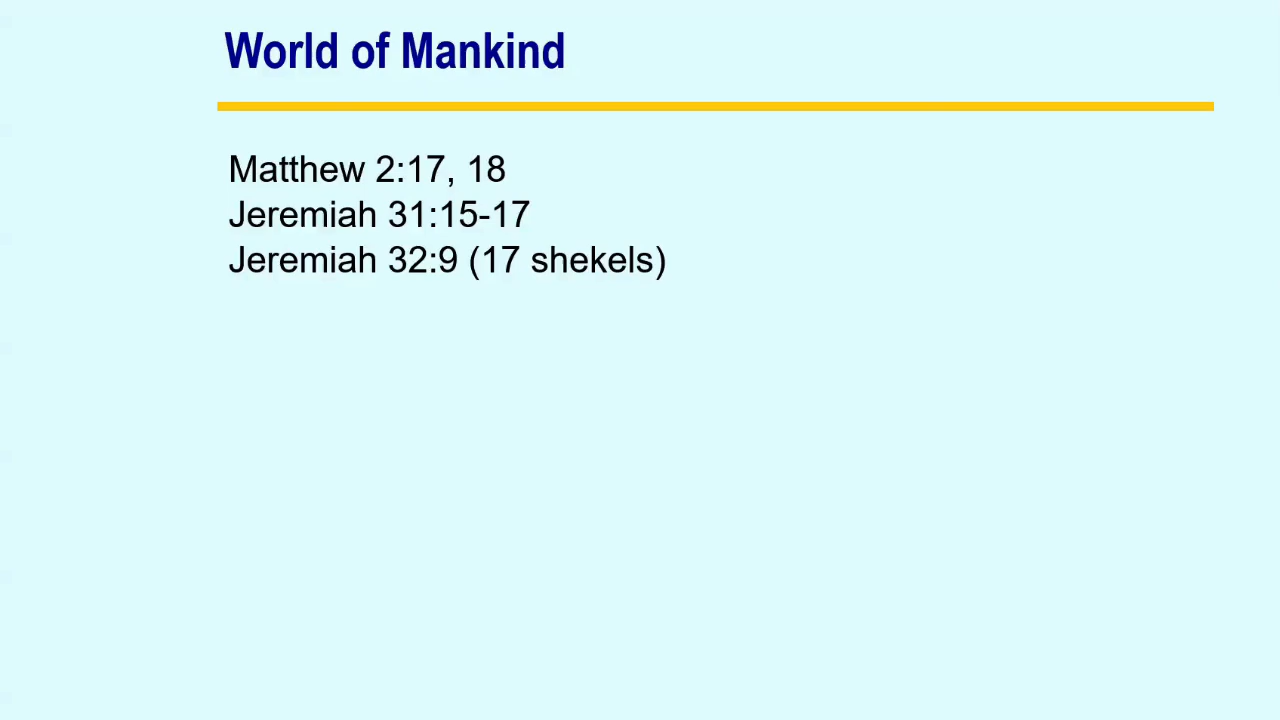 World of Mankind
Matthew 2:17, 18
Jeremiah 31:15-17
Jeremiah 32:9 (17 shekels)